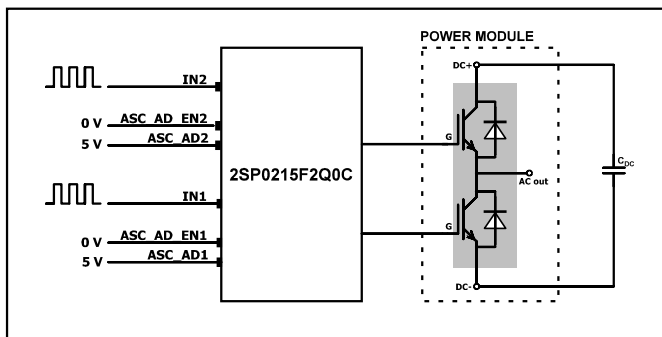 POWER MODULE
DC+
IN2
0 V ASC_AD_EN2
5 V ASC_AD2
G
2SP0215F2Q0C
AC out
CDC
IN1
0 V ASC_AD_EN1
5 V ASC_AD1
G
DC-